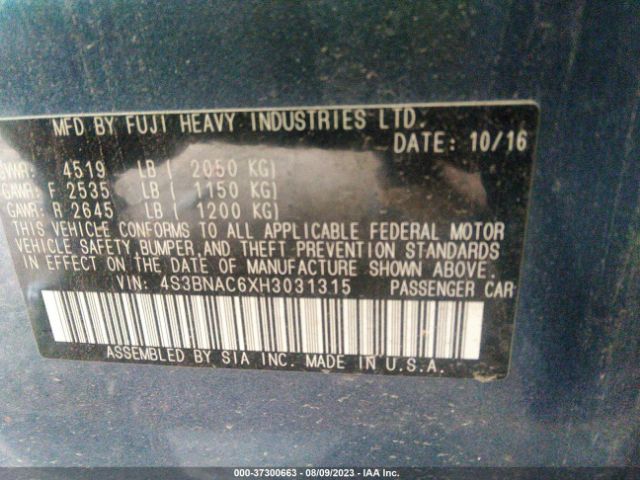 MFD BY FUJI HEAVY INDUSTRIES LTD.
DATE: 10/16
GVWR: 4519 LB ( 2050 KG)
GAWR: F 2535 LB ( 1150 KG)
GAWR: R 2645 LB ( 1200 KG)
THIS VEHICLE CONFORMS TO ALL APPLICABLE FEDERAL MOTOR
VEHICLE SAFETY, BUMPER, AND THEFT PREVENTION STANDARDS
IN EFFECT ON THE DATE OF MANUFACTURE SHOWN ABOVE.
VIN: 4S3BNAC6XH3031315 PASSENGER CAR
ASSEMBLED BY SIA INC. MADE IN U.S.A.
000-37300663 - 08/09/2023 - IAA Inc.